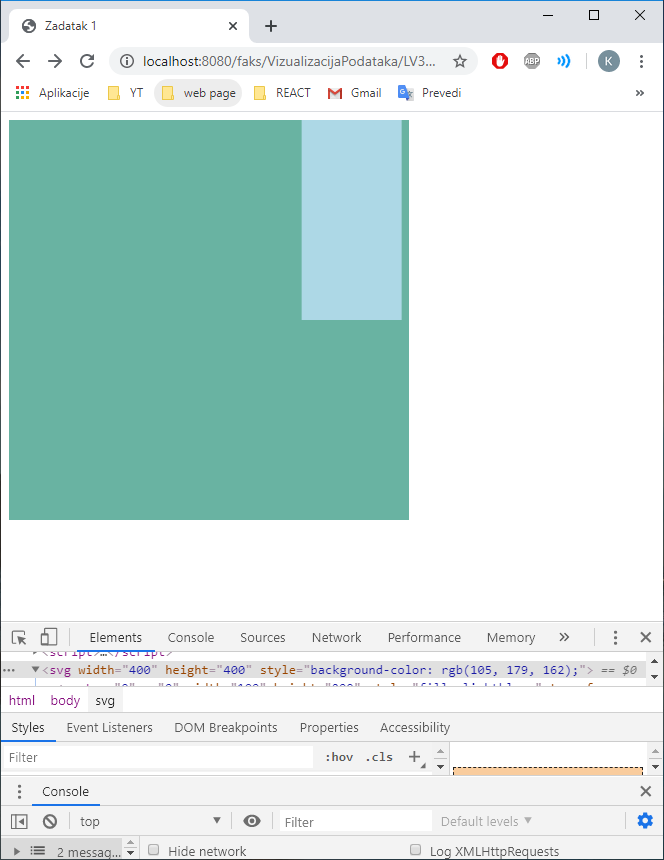 Zadatak 1
localhost:8080/faks/VizualizacijaPodataka/LV3...
ABP
K
Aplikacije YT web page REACT Gmail Prevedi »
Elements Console Sources Network Performance Memory »
<script>…</script>
<svg width="400" height="400" style="background-color: rgb(105, 179, 162);"> == $0
html body svg
Styles Event Listeners DOM Breakpoints Properties Accessibility
Filter :hov .cls +
Console
top Filter Default levels
2 messag... Hide network Log XMLHttpRequests